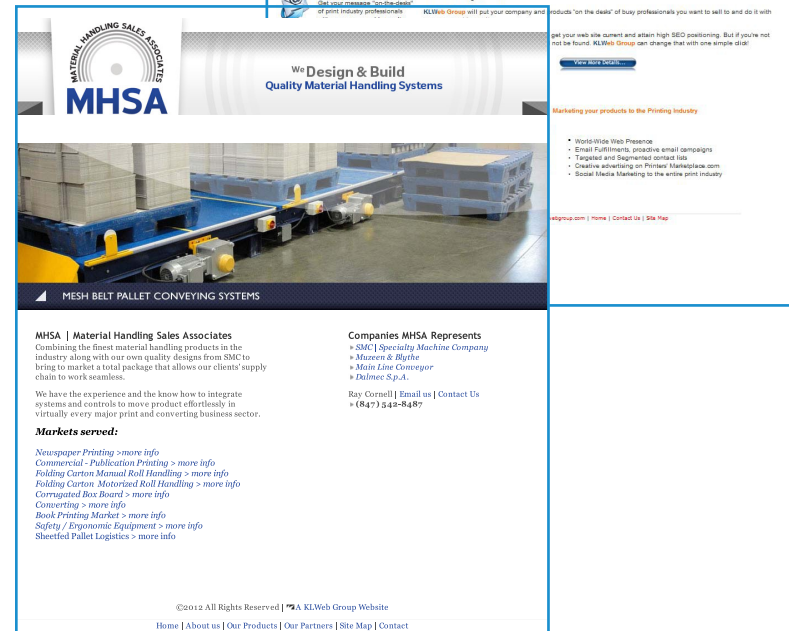 Get your message "on-the-desk"
of print industry professionals
KLWeb Group will put your company and products "on the desks" of busy professionals you want to sell to and do it with
get your web site current and attain high SEO positioning. But if you're not
not be found. KLWeb Group can change that with one simple click!
View More Details...
Marketing your products to the Printing Industry
• World-Wide Web Presence
• Email Fulfillments, proactive email campaigns
• Targeted and Segmented contact lists
• Creative advertising on Printers' Marketplace.com
• Social Media Marketing to the entire print industry
webgroup.com | Home | Contact Us | Site Map
MATERIAL HANDLING SALES ASSOCIATES
MHSA
We Design & Build
Quality Material Handling Systems
MESH BELT PALLET CONVEYING SYSTEMS
MHSA | Material Handling Sales Associates
Combining the finest material handling products in the
industry along with our own quality designs from SMC to
bring to market a total package that allows our clients' supply
chain to work seamless.
We have the experience and the know how to integrate
systems and controls to move product effortlessly in
virtually every major print and converting business sector.
Markets served:
Newspaper Printing >more info
Commercial - Publication Printing > more info
Folding Carton Manual Roll Handling > more info
Folding Carton Motorized Roll Handling > more info
Corrugated Box Board > more info
Converting > more info
Book Printing Market > more info
Safety / Ergonomic Equipment > more info
Sheetfed Pallet Logistics > more info
Companies MHSA Represents
» SMC | Specialty Machine Company
» Muzeen & Blythe
» Main Line Conveyor
» Dalmec S.p.A.
Ray Cornell | Email us | Contact Us
» (847) 542-8487
©2012 All Rights Reserved | A KLWeb Group Website
Home | About us | Our Products | Our Partners | Site Map | Contact